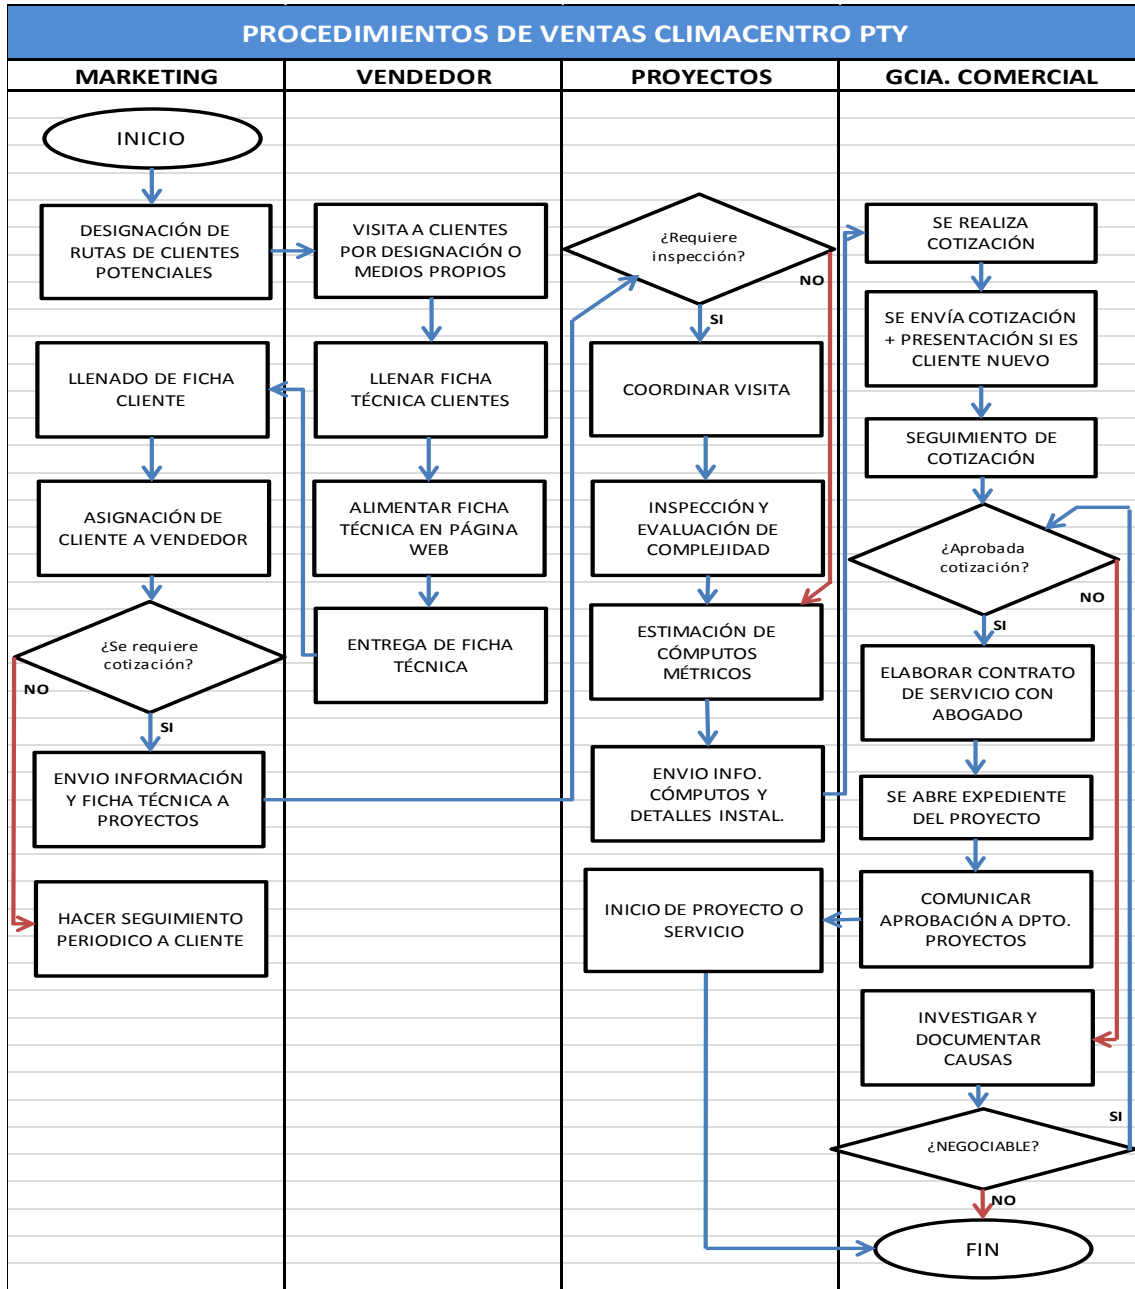 PROCEDIMIENTOS DE VENTAS CLIMACENTRO PTY
MARKETING
VENDEDOR
PROYECTOS
GCIA. COMERCIAL
INICIO
DESIGNACIÓN DE
RUTAS DE CLIENTES
POTENCIALES
LLENADO DE FICHA
CLIENTE
ASIGNACIÓN DE
CLIENTE A VENDEDOR
¿Se requiere
cotización?
NO
SI
ENVIO INFORMACIÓN
Y FICHA TÉCNICA A
PROYECTOS
HACER SEGUIMIENTO
PERIODICO A CLIENTE
VISITA A CLIENTES
POR DESIGNACIÓN O
MEDIOS PROPIOS
LLENAR FICHA
TÉCNICA CLIENTES
ALIMENTAR FICHA
TÉCNICA EN PÁGINA
WEB
ENTREGA DE FICHA
TÉCNICA
¿Requiere
inspección?
NO
SI
COORDINAR VISITA
INSPECCIÓN Y
EVALUACIÓN DE
COMPLEJIDAD
ESTIMACIÓN DE
CÓMPUTOS
MÉTRICOS
ENVIO INFO.
CÓMPUTOS Y
DETALLES INSTAL.
INICIO DE PROYECTO O
SERVICIO
SE REALIZA
COTIZACIÓN
SE ENVÍA COTIZACIÓN
+ PRESENTACIÓN SI ES
CLIENTE NUEVO
SEGUIMIENTO DE
COTIZACIÓN
¿Aprobada
cotización?
NO
SI
ELABORAR CONTRATO
DE SERVICIO CON
ABOGADO
SE ABRE EXPEDIENTE
DEL PROYECTO
COMUNICAR
APROBACIÓN A DPTO.
PROYECTOS
INVESTIGAR Y
DOCUMENTAR
CAUSAS
SI
¿NEGOCIABLE?
NO
FIN